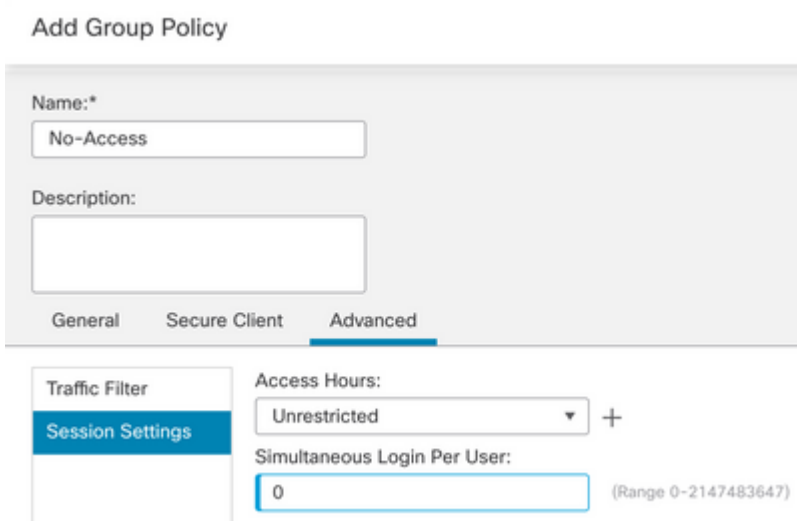 Add Group Policy
Name:*
No-Access
Description:
General Secure Client Advanced
Traffic Filter
Session Settings
Access Hours:
Unrestricted
Simultaneous Login Per User:
0 (Range 0-2147483647)